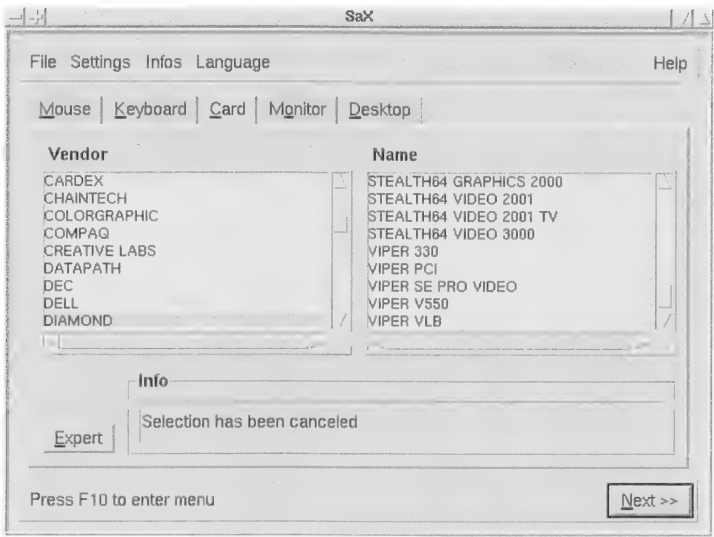 SaX
File Settings Infos Language Help
Mouse Keyboard Card Monitor Desktop
Vendor
CARDEX
CHAINTECH
COLORGRAPHIC
COMPAQ
CREATIVE LABS
DATAPATH
DEC
DELL
DIAMOND
Name
STEALTH64 GRAPHICS 2000
STEALTH64 VIDEO 2001
STEALTH64 VIDEO 2001 TV
STEALTH64 VIDEO 3000
VIPER 330
VIPER PCI
VIPER SE PRO VIDEO
VIPER V550
VIPER VLB
Info
Selection has been canceled
Expert
Press F10 to enter menu
Next >>